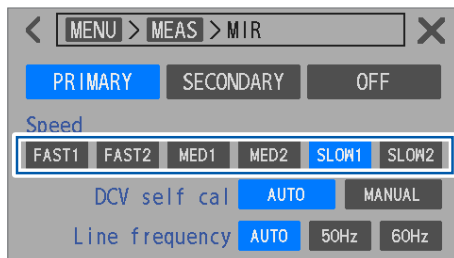 MENU > MEAS > MIR
PRIMARY SECONDARY OFF
Speed
FAST1 FAST2 MED1 MED2 SLOW1 SLOW2
DCV self cal AUTO MANUAL
Line frequency AUTO 50Hz 60Hz